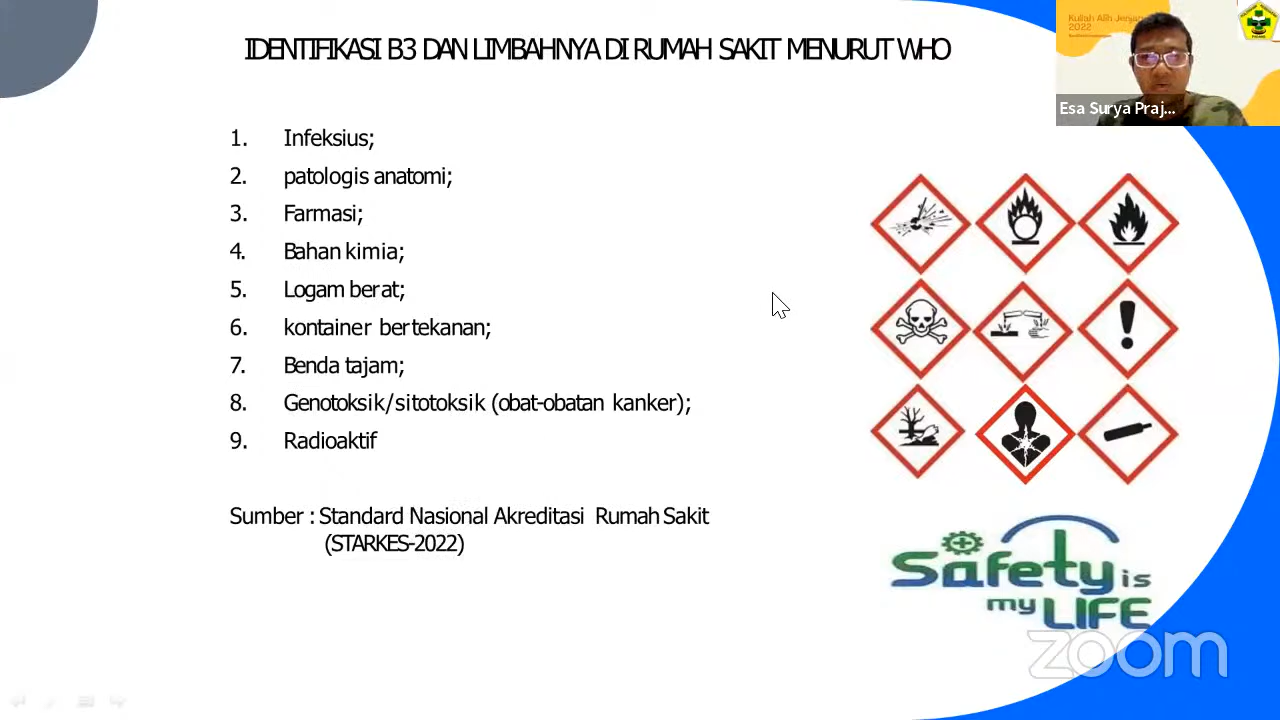 IDENTIFIKASI B3 DAN LIMBAHNYA DI RUMAH SAKIT MENURUT WHO
Kuliah Alih Jenjang
2022
Esa Surya Praj...
1. Infeksius;
2. patologis anatomi;
3. Farmasi;
4. Bahan kimia;
5. Logam berat;
6. kontainer bertekanan;
7. Benda tajam;
8. Genotoksik/sitotoksik (obat-obatan kanker);
9. Radioaktif
Sumber : Standard Nasional Akreditasi Rumah Sakit
(STARKES-2022)
Safety is
my LIFE
zoom